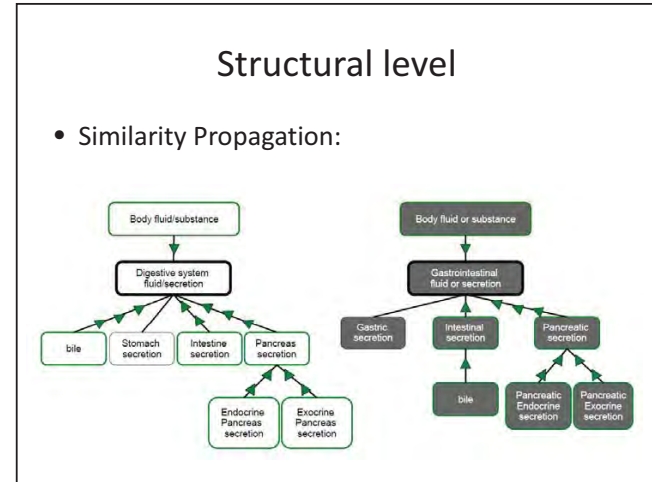 Structural level
• Similarity Propagation:
Body fluid/substance
Digestive system
fluid/secretion
bile
Stomach
secretion
Intestine
secretion
Pancreas
secretion
Endocrine
Pancreas
secretion
Exocrine
Pancreas
secretion
Body fluid or substance
Gastrointestinal
fluid or secretion
Gastric
secretion
Intestinal
secretion
Pancreatic
secretion
bile
Pancreatic
Endocrine
secretion
Pancreatic
Exocrine
secretion